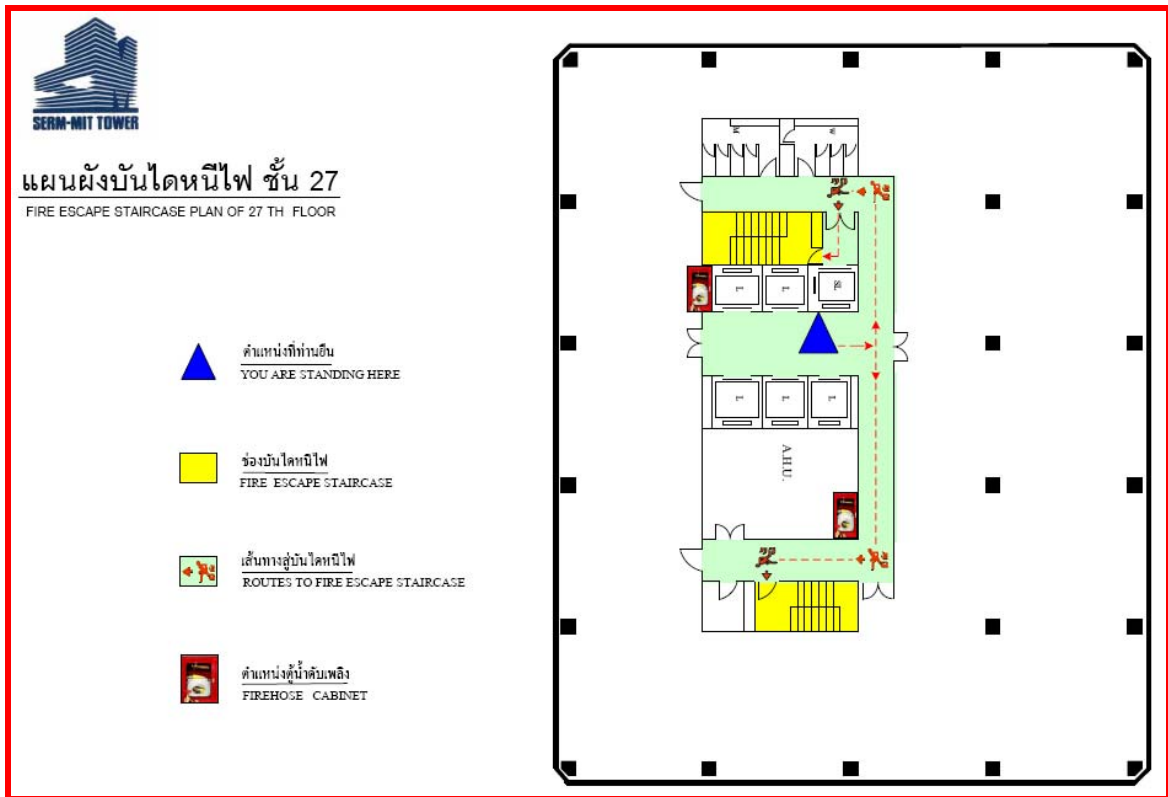 SERM-MIT TOWER
แผนผังบันไดหนีไฟ ชั้น 27
FIRE ESCAPE STAIRCASE PLAN OF 27 TH FLOOR
ตำแหน่งที่ท่านยืน
YOU ARE STANDING HERE
ช่องบันไดหนีไฟ
FIRE ESCAPE STAIRCASE
เส้นทางสู่บันไดหนีไฟ
ROUTES TO FIRE ESCAPE STAIRCASE
ตำแหน่งตู้น้ำดับเพลิง
FIREHOSE CABINET
M
W
L
L
SL
L
L
L
A.H.U.